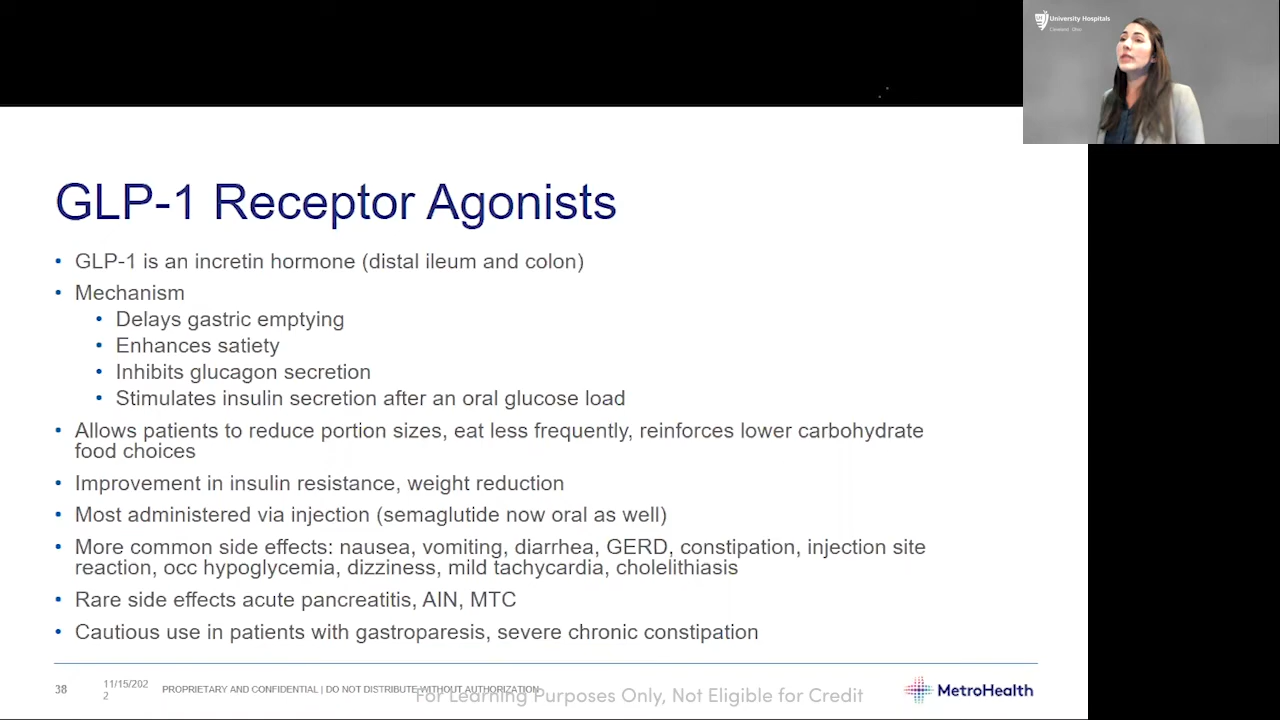 University Hospitals
Cleveland Ohio
GLP-1 Receptor Agonists
• GLP-1 is an incretin hormone (distal ileum and colon)
• Mechanism
• Delays gastric emptying
• Enhances satiety
• Inhibits glucagon secretion
• Stimulates insulin secretion after an oral glucose load
• Allows patients to reduce portion sizes, eat less frequently, reinforces lower carbohydrate
food choices
• Improvement in insulin resistance, weight reduction
• Most administered via injection (semaglutide now oral as well)
• More common side effects: nausea, vomiting, diarrhea, GERD, constipation, injection site
reaction, occ hypoglycemia, dizziness, mild tachycardia, cholelithiasis
• Rare side effects acute pancreatitis, AIN, MTC
• Cautious use in patients with gastroparesis, severe chronic constipation
38
11/15/202
2
PROPRIETARY AND CONFIDENTIAL | DO NOT DISTRIBUTE WITHOUT AUTHORIZATION
For Learning Purposes Only, Not Eligible for Credit
MetroHealth